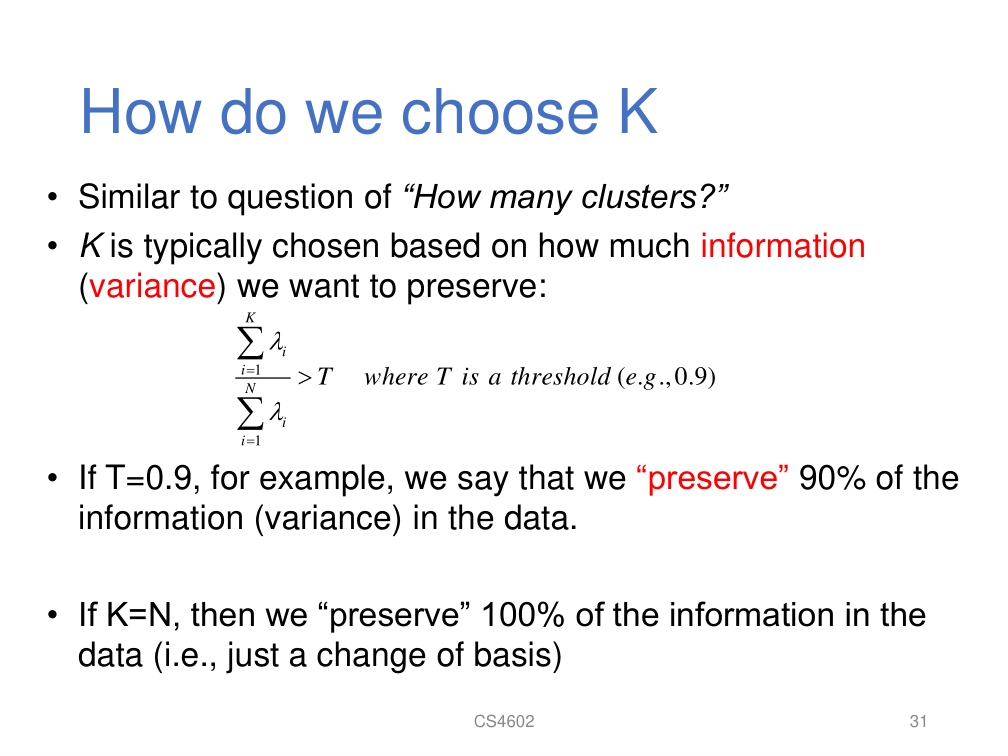 How do we choose K
• Similar to question of “How many clusters?”
• K is typically chosen based on how much information
(variance) we want to preserve:
K
∑ λi
i=1
N
∑ λi
i=1
> T where T is a threshold (e.g., 0.9)
• If T=0.9, for example, we say that we “preserve” 90% of the
information (variance) in the data.
• If K=N, then we “preserve” 100% of the information in the
data (i.e., just a change of basis)
CS4602
31